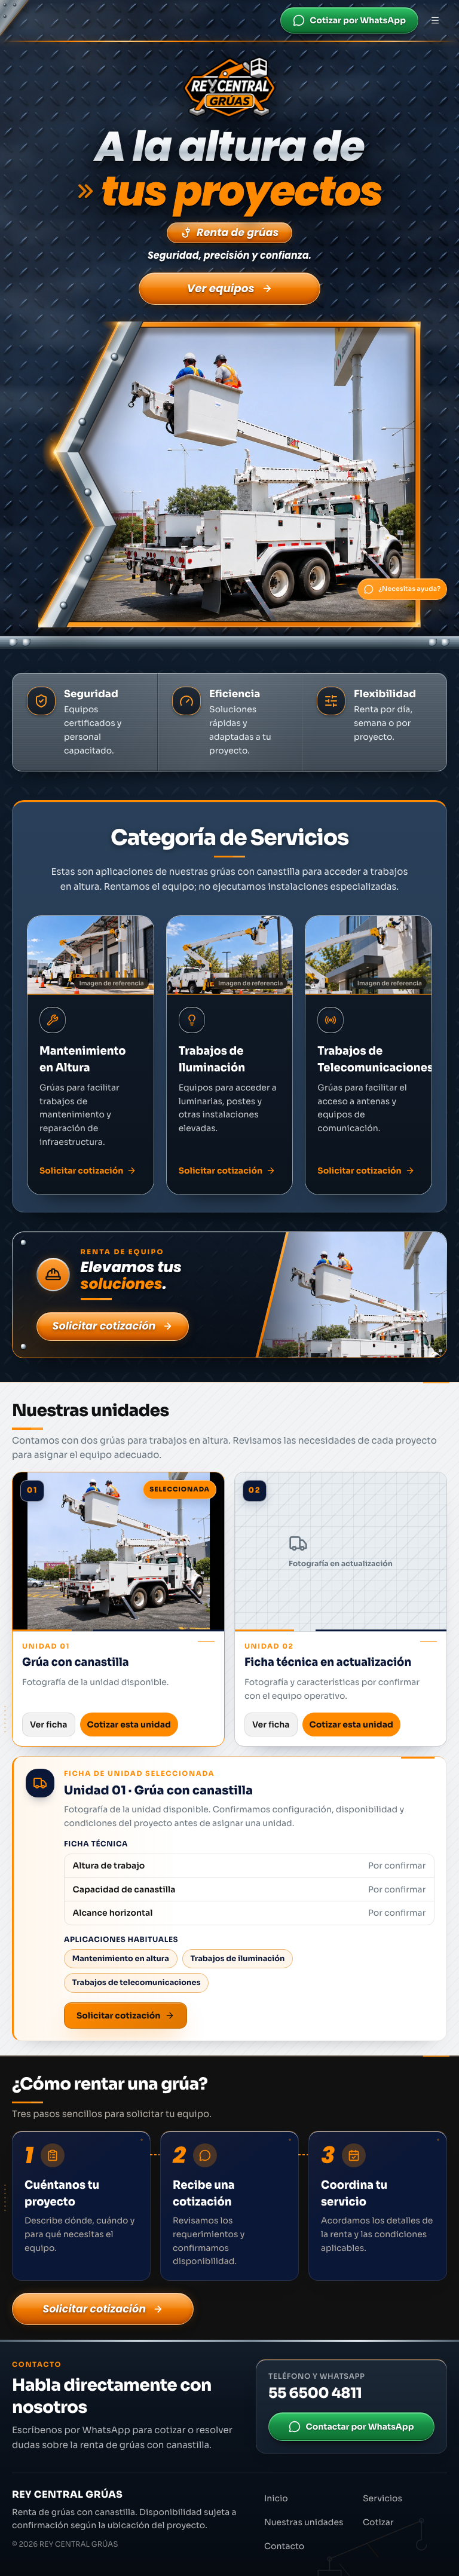 Cotizar por WhatsApp
REY CENTRAL
GRÚAS
A la altura de
tus proyectos
Renta de grúas
Seguridad, precisión y confianza.
Ver equipos
¿Necesitas ayuda?
Seguridad
Equipos
certificados y
personal
capacitado.
Eficiencia
Soluciones
rápidas y
adaptadas a tu
proyecto.
Flexibilidad
Renta por día,
semana o por
proyecto.
Categoría de Servicios
Estas son aplicaciones de nuestras grúas con canastilla para acceder a trabajos
en altura. Rentamos el equipo; no ejecutamos instalaciones especializadas.
Imagen de referencia
Mantenimiento
en Altura
Grúas para facilitar
trabajos de
mantenimiento y
reparación de
infraestructura.
Solicitar cotización
Imagen de referencia
Trabajos de
Iluminación
Equipos para acceder a
luminarias, postes y
otras instalaciones
elevadas.
Solicitar cotización
Imagen de referencia
Trabajos de
Telecomunicaciones
Grúas para facilitar el
acceso a antenas y
equipos de
comunicación.
Solicitar cotización
RENTA DE EQUIPO
Elevamos tus
soluciones.
Solicitar cotización
Nuestras unidades
Contamos con dos grúas para trabajos en altura. Revisamos las necesidades de cada proyecto
para asignar el equipo adecuado.
01
SELECCIONADA
UNIDAD 01
Grúa con canastilla
Fotografía de la unidad disponible.
Ver ficha
Cotizar esta unidad
02
Fotografía en actualización
UNIDAD 02
Ficha técnica en actualización
Fotografía y características por confirmar
con el equipo operativo.
Ver ficha
Cotizar esta unidad
FICHA DE UNIDAD SELECCIONADA
Unidad 01 · Grúa con canastilla
Fotografía de la unidad disponible. Confirmamos configuración, disponibilidad y
condiciones del proyecto antes de asignar una unidad.
FICHA TÉCNICA
Altura de trabajo Por confirmar
Capacidad de canastilla Por confirmar
Alcance horizontal Por confirmar
APLICACIONES HABITUALES
Mantenimiento en altura
Trabajos de iluminación
Trabajos de telecomunicaciones
Solicitar cotización
¿Cómo rentar una grúa?
Tres pasos sencillos para solicitar tu equipo.
1
Cuéntanos tu
proyecto
Describe dónde, cuándo y
para qué necesitas el
equipo.
2
Recibe una
cotización
Revisamos los
requerimientos y
confirmamos
disponibilidad.
3
Coordina tu
servicio
Acordamos los detalles de
la renta y las condiciones
aplicables.
Solicitar cotización
CONTACTO
Habla directamente con
nosotros
Escríbenos por WhatsApp para cotizar o resolver
dudas sobre la renta de grúas con canastilla.
TELÉFONO Y WHATSAPP
55 6500 4811
Contactar por WhatsApp
REY CENTRAL GRÚAS
Renta de grúas con canastilla. Disponibilidad sujeta a
confirmación según la ubicación del proyecto.
© 2026 REY CENTRAL GRÚAS
Inicio
Servicios
Nuestras unidades
Cotizar
Contacto